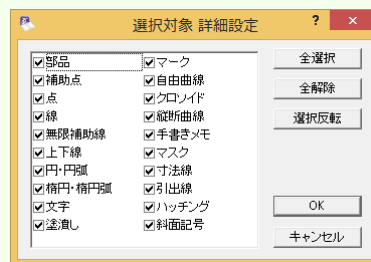 選択対象 詳細設定
部品
補助点
点
線
無限補助線
上下線
円・円弧
楕円・楕円弧
文字
塗潰し
マーク
自由曲線
クロソイド
縦断曲線
手書きメモ
マスク
寸法線
引出線
ハッチング
斜面記号
全選択
全解除
選択反転
OK
キャンセル